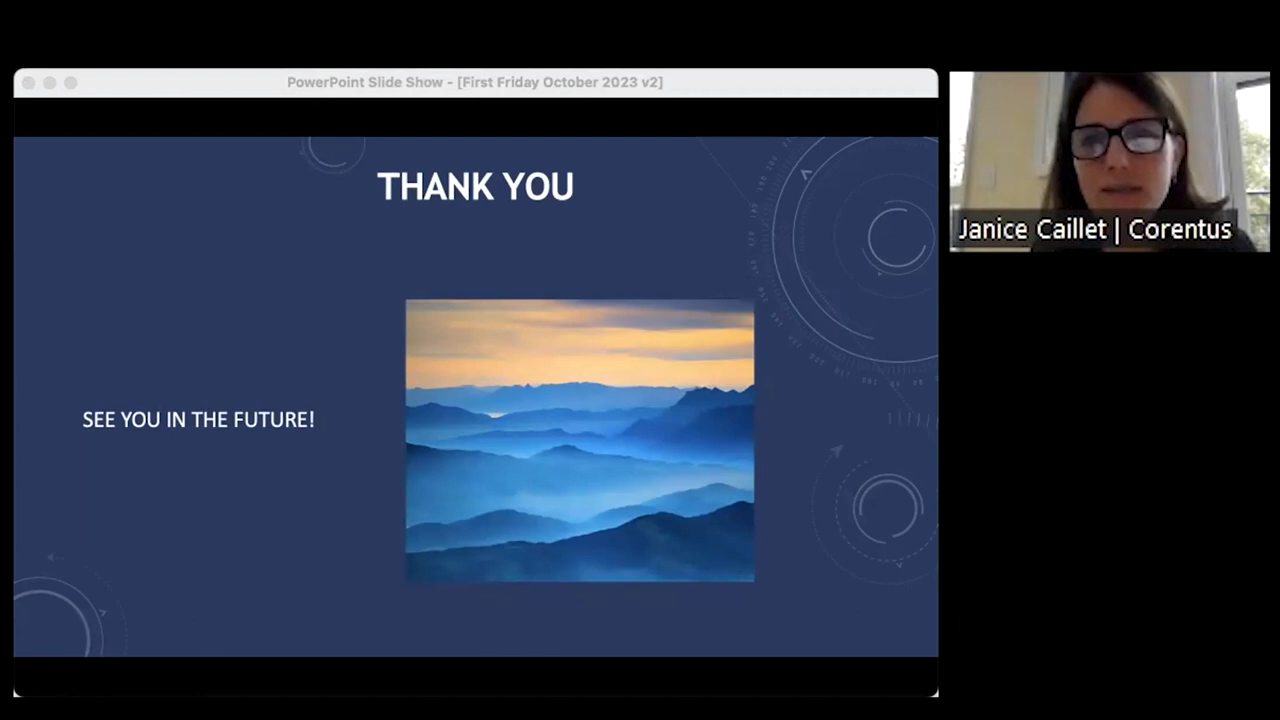 PowerPoint Slide Show - [First Friday October 2023 v2]
THANK YOU
SEE YOU IN THE FUTURE!
Janice Caillet | Corentus